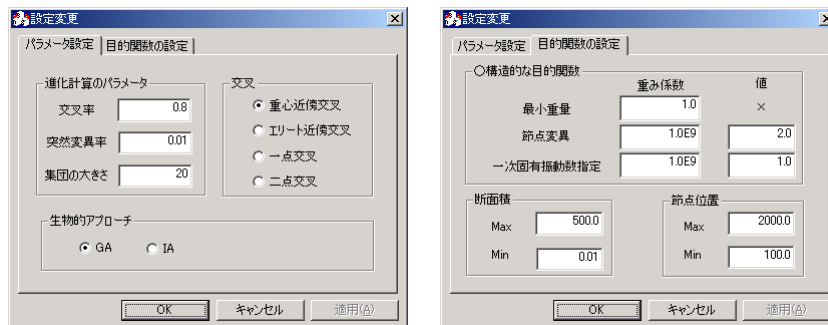 設定変更
パラメータ設定 目的関数の設定
進化計算のパラメータ
交叉率 0.8
突然変異率 0.01
集団の大きさ 20
交叉
重心近傍交叉
エリート近傍交叉
一点交叉
二点交叉
生物的アプローチ
GA IA
OK キャンセル 適用(A)
設定変更
パラメータ設定 目的関数の設定
○構造的な目的関数
重み係数 値
最小重量 1.0 ×
節点変異 1.0E9 2.0
一次固有振動数指定 1.0E9 1.0
断面積
Max 500.0
Min 0.01
節点位置
Max 2000.0
Min 100.0
OK キャンセル 適用(A)